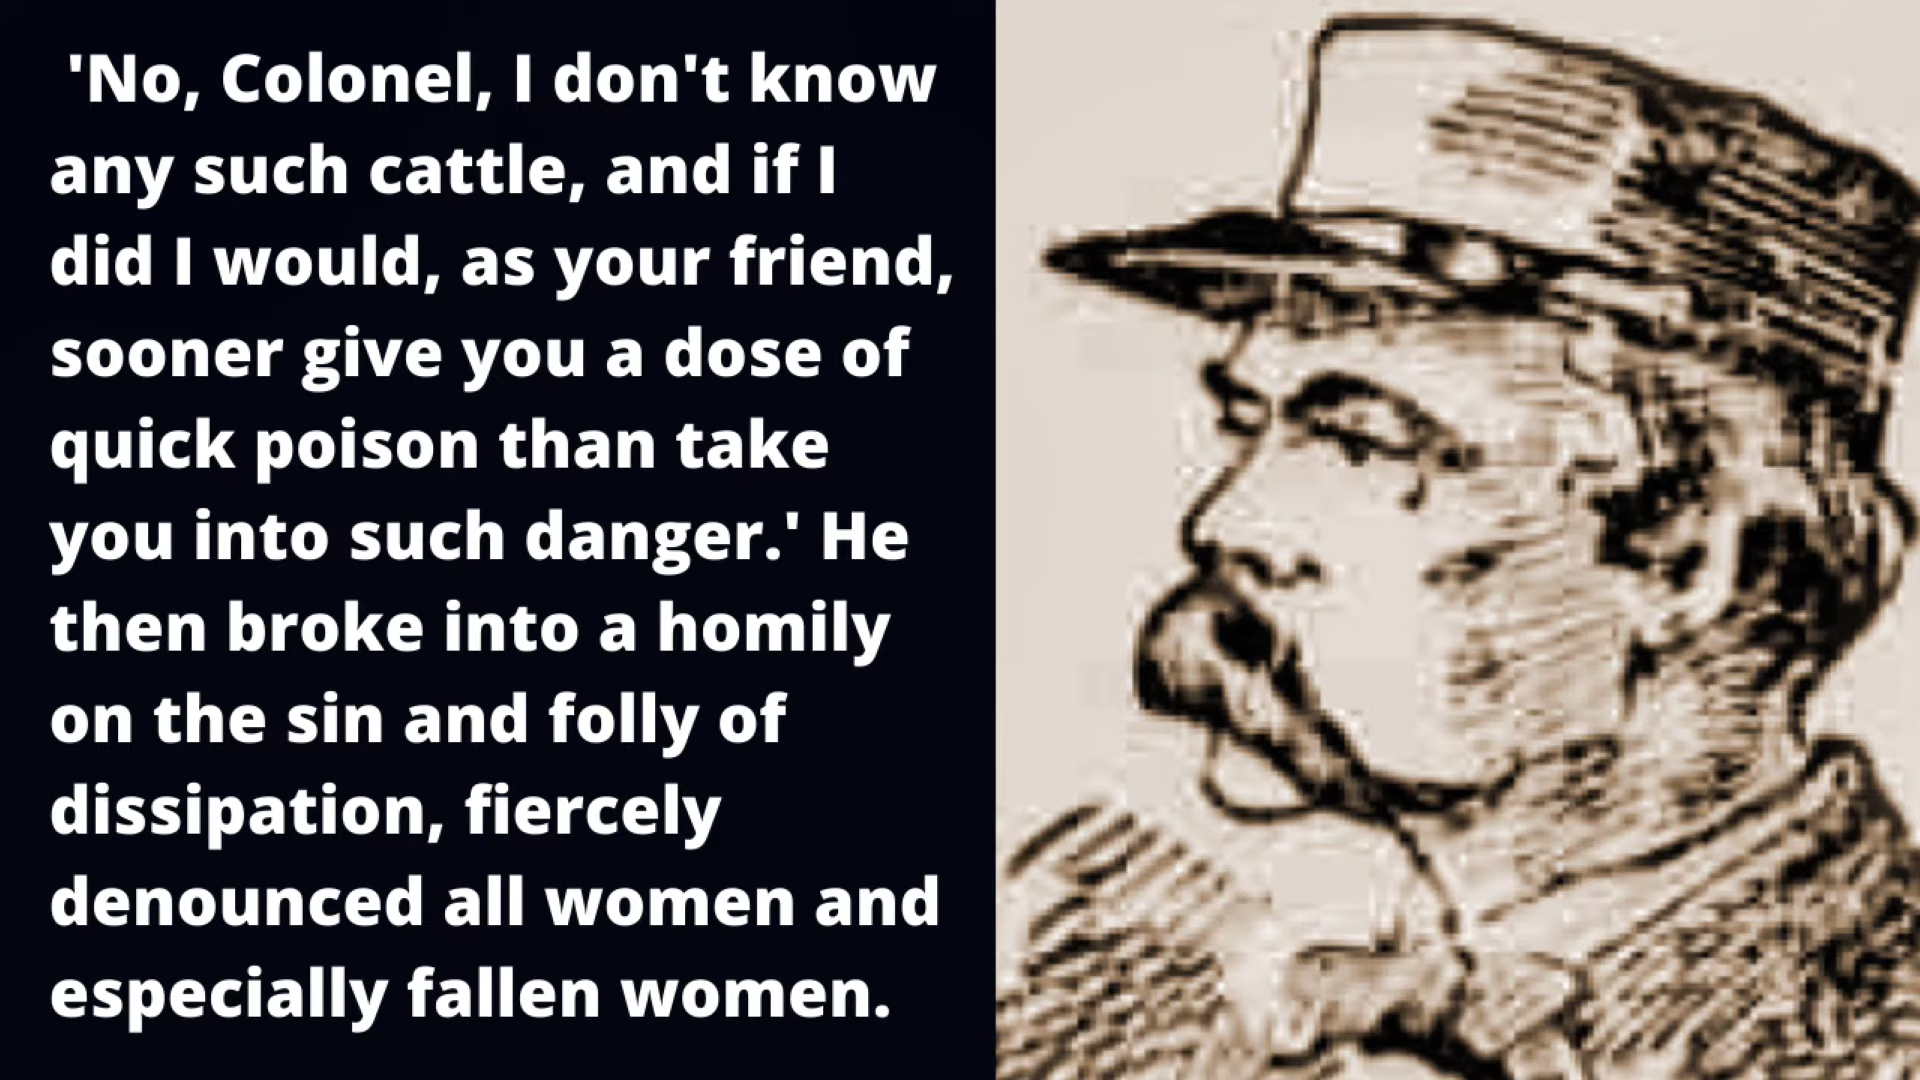 'No, Colonel, I don't know
any such cattle, and if I
did I would, as your friend,
sooner give you a dose of
quick poison than take
you into such danger.' He
then broke into a homily
on the sin and folly of
dissipation, fiercely
denounced all women and
especially fallen women.